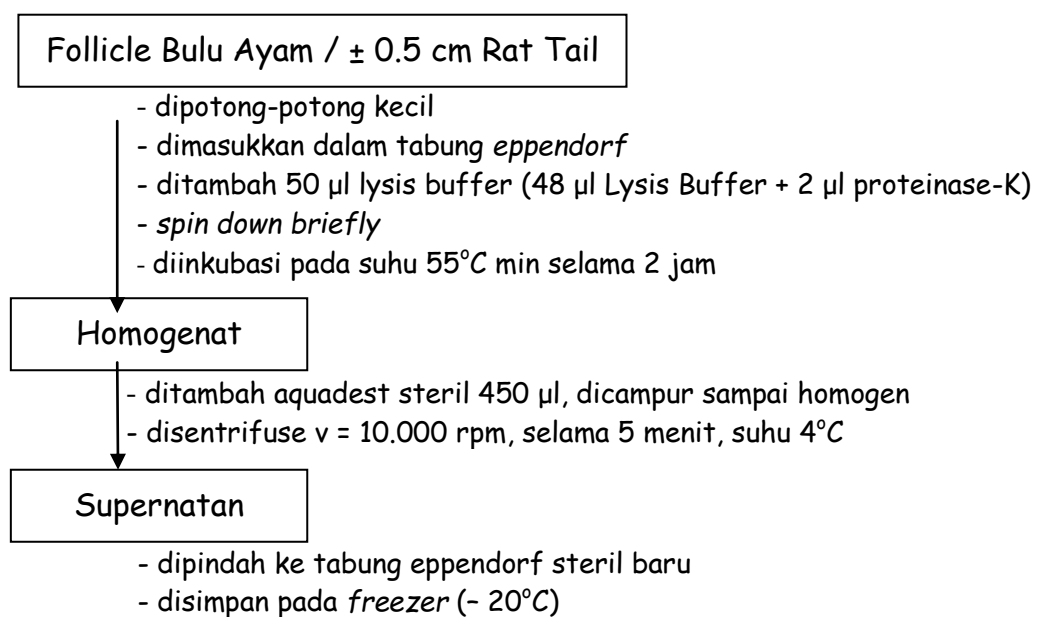 Follicle Bulu Ayam / ± 0.5 cm Rat Tail
- dipotong-potong kecil
- dimasukkan dalam tabung eppendorf
- ditambah 50 µl lysis buffer (48 µl Lysis Buffer + 2 µl proteinase-K)
- spin down briefly
- diinkubasi pada suhu 55°C min selama 2 jam
Homogenat
- ditambah aquadest steril 450 µl, dicampur sampai homogen
- disentrifuse v = 10.000 rpm, selama 5 menit, suhu 4°C
Supernatan
- dipindah ke tabung eppendorf steril baru
- disimpan pada freezer (– 20°C)